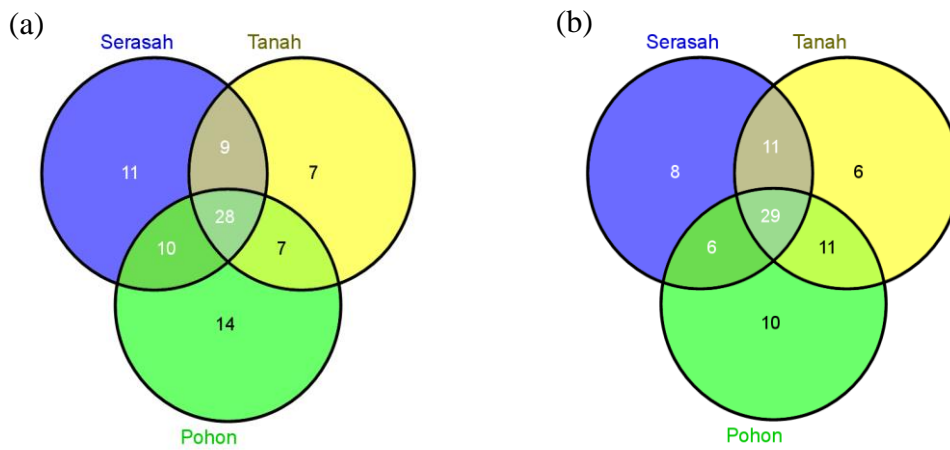 (a)
Serasah Tanah
9
11 7
28
10 7
14
Pohon
(b)
Serasah Tanah
11
8 6
29
6 11
10
Pohon